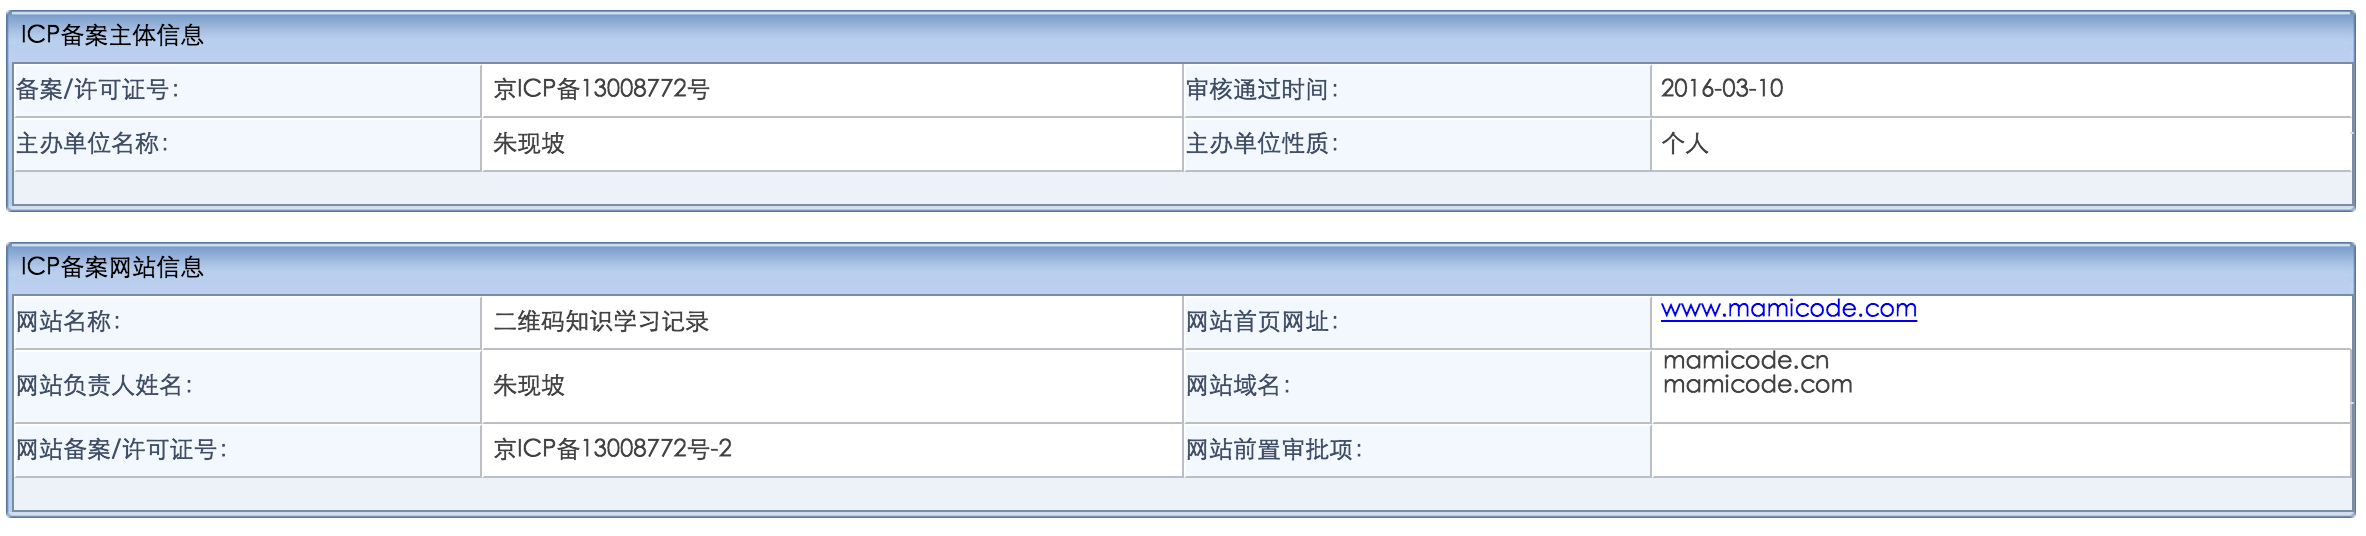 ICP备案主体信息
备案/许可证号： 京ICP备13008772号 审核通过时间： 2016-03-10
主办单位名称： 朱现坡 主办单位性质： 个人
ICP备案网站信息
网站名称： 二维码知识学习记录 网站首页网址： www.mamicode.com
网站负责人姓名： 朱现坡 网站域名： mamicode.cn
mamicode.com
网站备案/许可证号： 京ICP备13008772号-2 网站前置审批项：